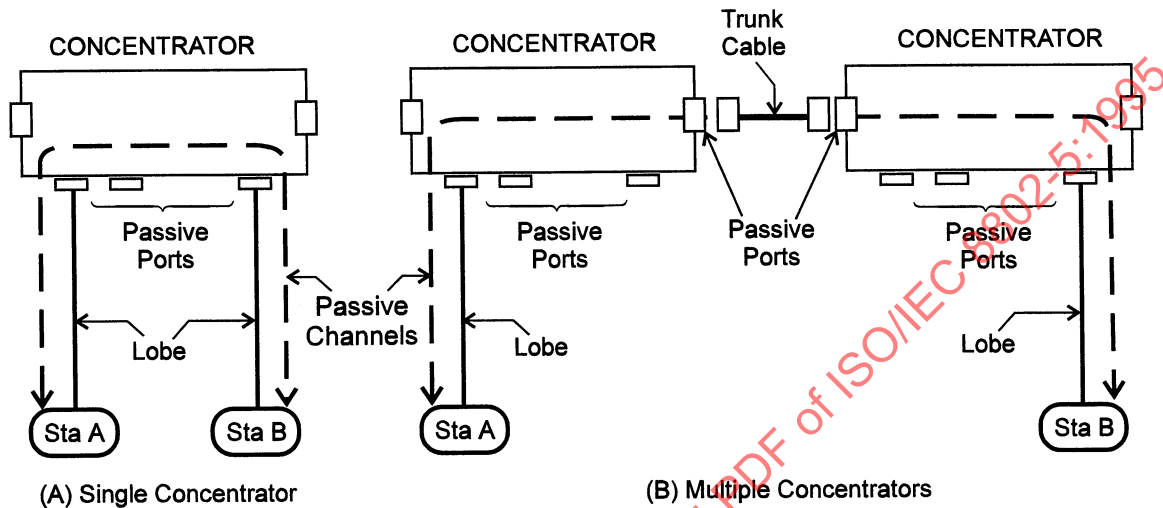 CONCENTRATOR
Passive
Ports
Lobe
Sta A
Sta B
(A) Single Concentrator
Passive
Channels
CONCENTRATOR
Trunk
Cable
CONCENTRATOR
Passive
Ports
Passive
Ports
Passive
Ports
Lobe
Lobe
Sta A
Sta B
(B) Multiple Concentrators
PDF of ISO/IEC 8802-5:1995